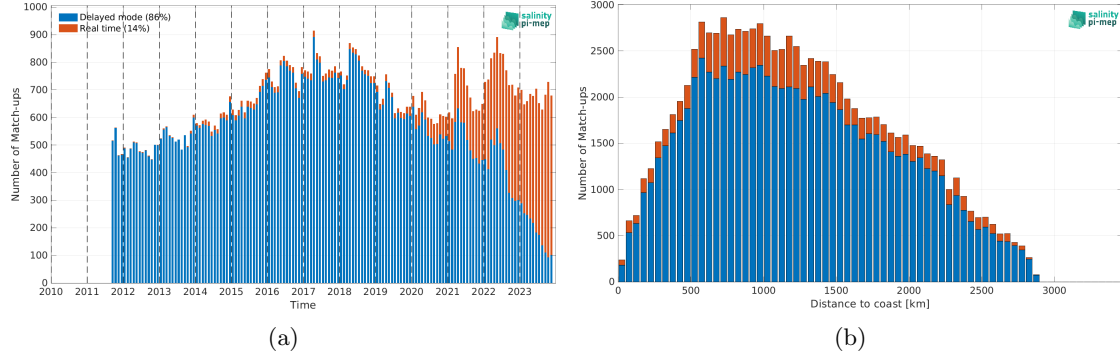 Delayed mode (86%)
Real time (14%)
salinity
pi-mep
1000
900
800
700
600
500
400
300
200
100
0
Number of Match-ups
2010 2011 2012 2013 2014 2015 2016 2017 2018 2019 2020 2021 2022 2023
Time
(a)
salinity
pi-mep
3000
2500
2000
1500
1000
500
0
Number of Match-ups
0 500 1000 1500 2000 2500 3000
Distance to coast [km]
(b)